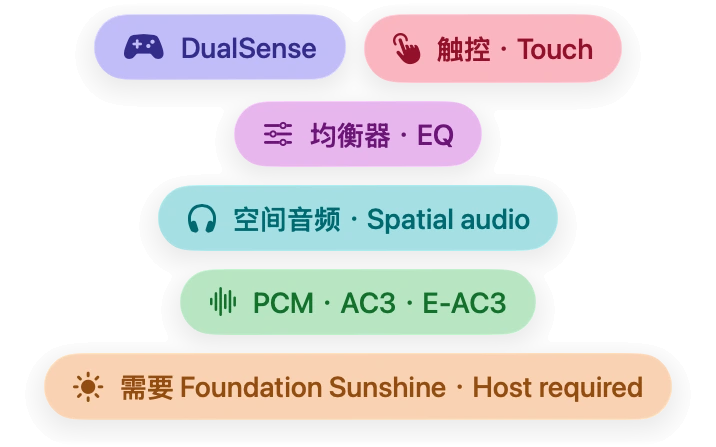 DualSense
触控 · Touch
均衡器 · EQ
空间音频 · Spatial audio
PCM · AC3 · E-AC3
需要 Foundation Sunshine · Host required